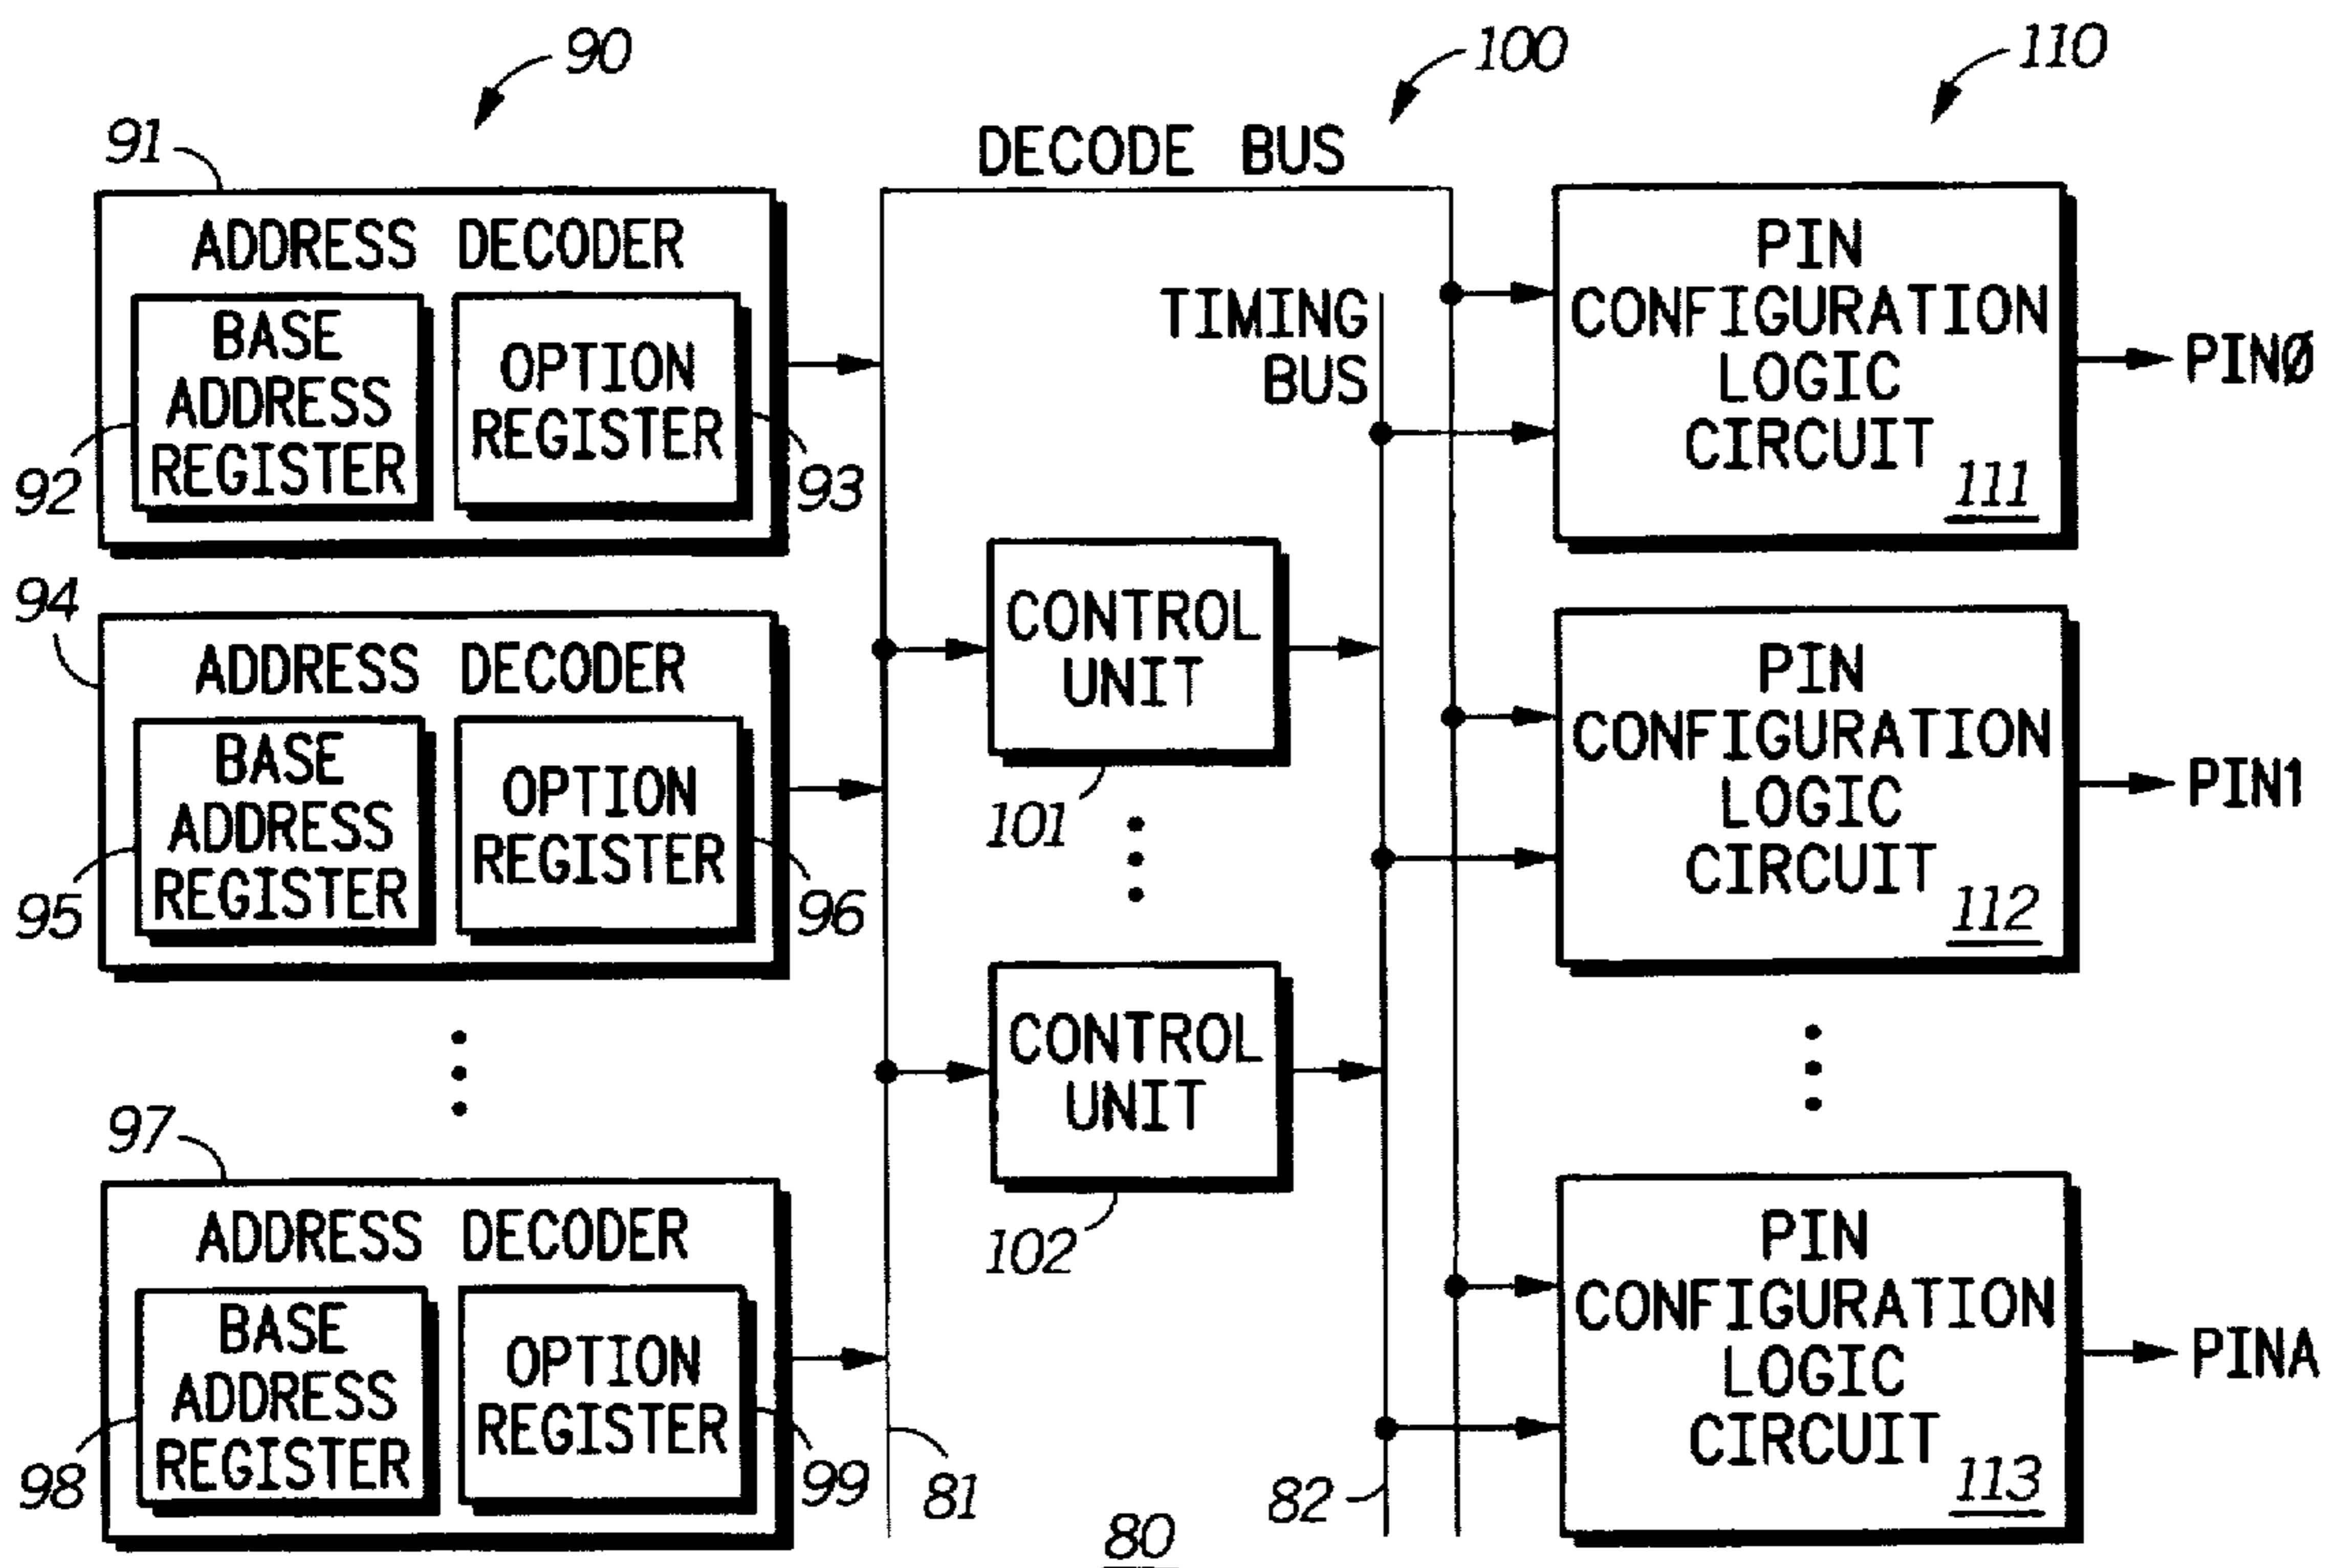 90
100
110
91
DECODE BUS
ADDRESS DECODER
BASE
ADDRESS
REGISTER
OPTION
REGISTER
92
93
TIMING
BUS
PIN
CONFIGURATION
LOGIC
CIRCUIT
111
PINØ
94
ADDRESS DECODER
BASE
ADDRESS
REGISTER
OPTION
REGISTER
95
96
CONTROL
UNIT
101
PIN
CONFIGURATION
LOGIC
CIRCUIT
112
PIN1
CONTROL
UNIT
102
97
ADDRESS DECODER
BASE
ADDRESS
REGISTER
OPTION
REGISTER
98
99
81
82
PIN
CONFIGURATION
LOGIC
CIRCUIT
113
PINA
80